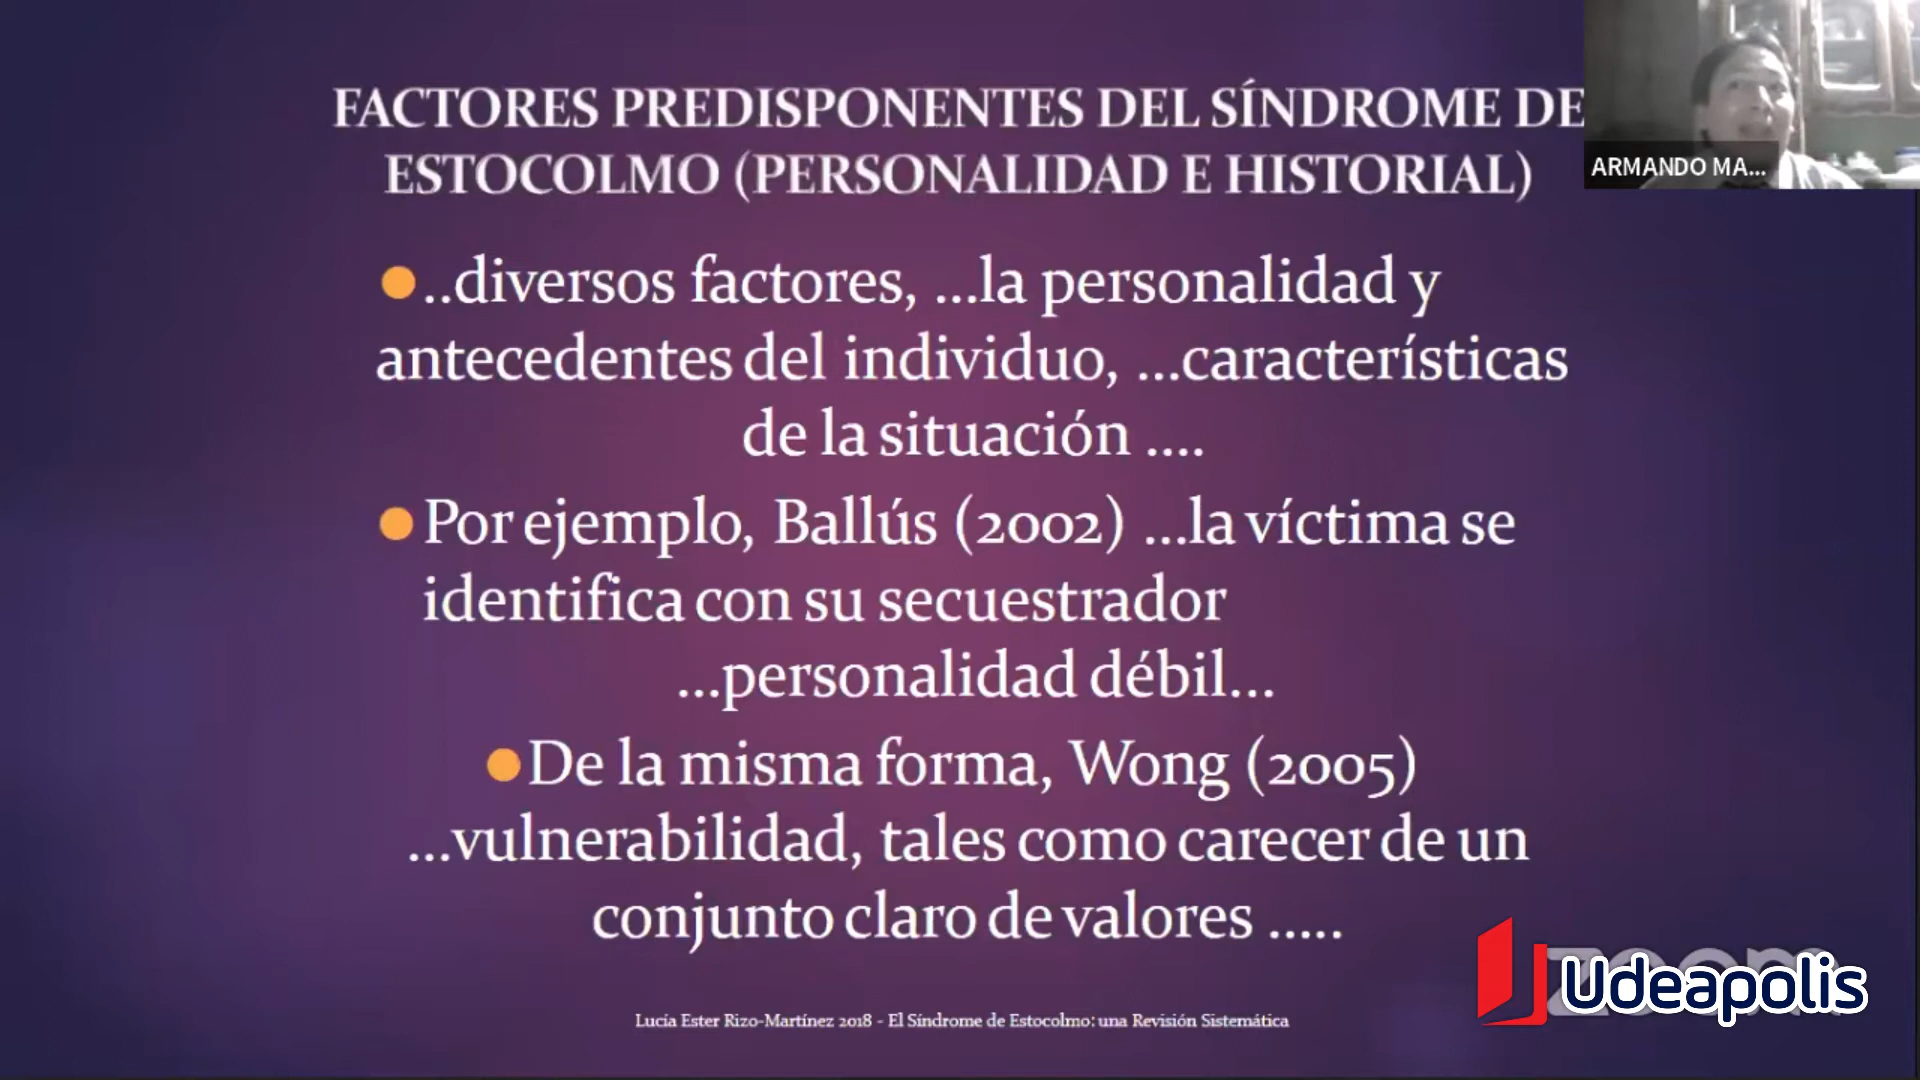 FACTORES PREDISPONENTES DEL SÍNDROME DE
ESTOCOLMO (PERSONALIDAD E HISTORIAL)
ARMANDO MA...
..diversos factores, ...la personalidad y
antecedentes del individuo, ...características
de la situación ....
Por ejemplo, Ballús (2002) ...la víctima se
identifica con su secuestrador
...personalidad débil...
De la misma forma, Wong (2005)
...vulnerabilidad, tales como carecer de un
conjunto claro de valores .....
Lucía Ester Rizo-Martínez 2018 - El Síndrome de Estocolmo: una Revisión Sistemática
zoom
Udeapolis